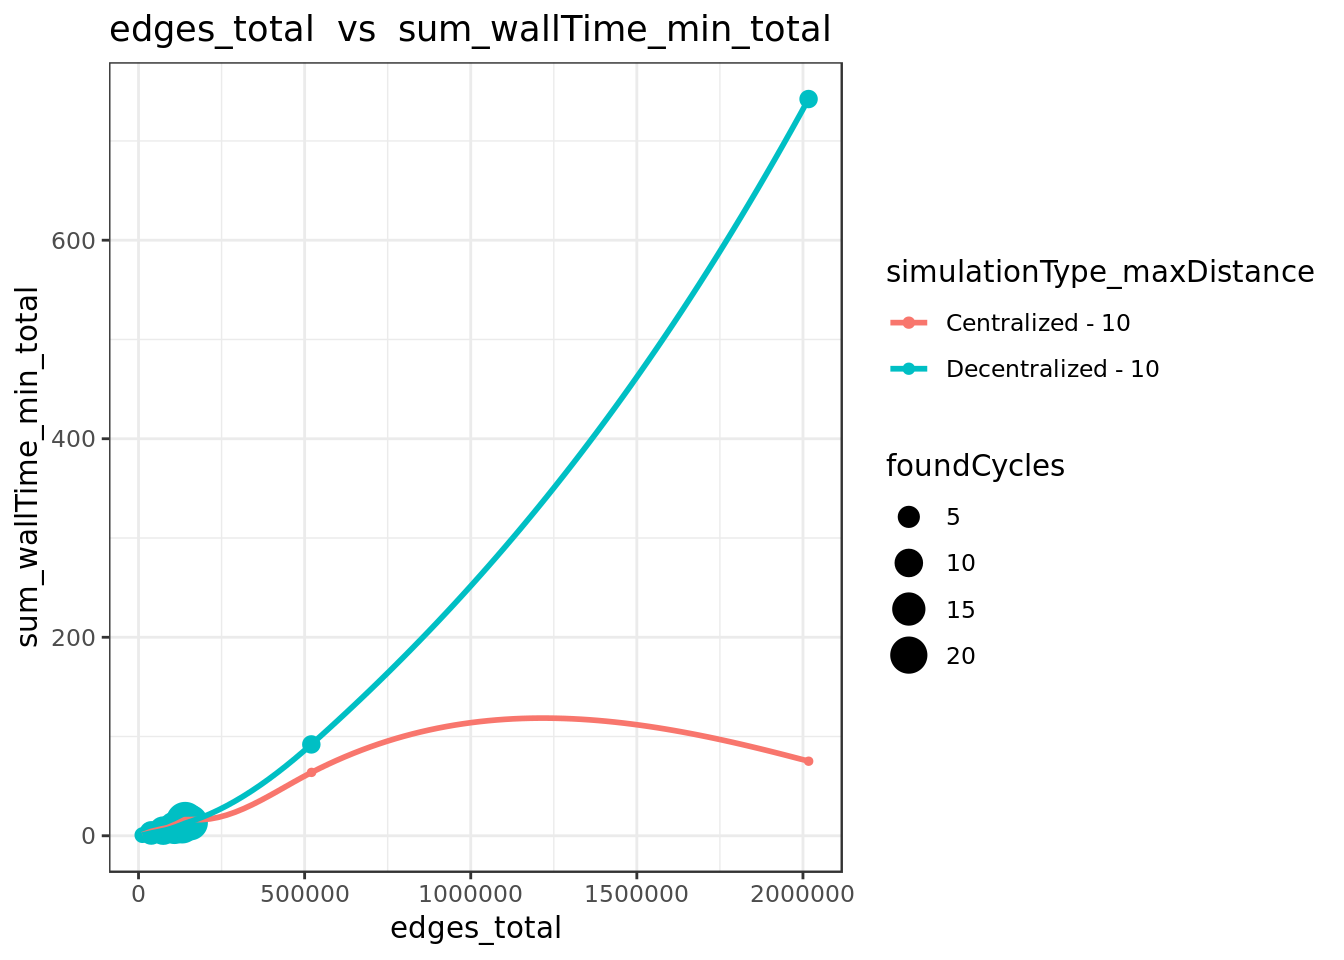 edges_total  vs  sum_wallTime_min_total
sum_wallTime_min_total
600
400
200
0
0
500000
1000000
1500000
2000000
edges_total
simulationType_maxDistance
Centralized - 10
Decentralized - 10
foundCycles
5
10
15
20